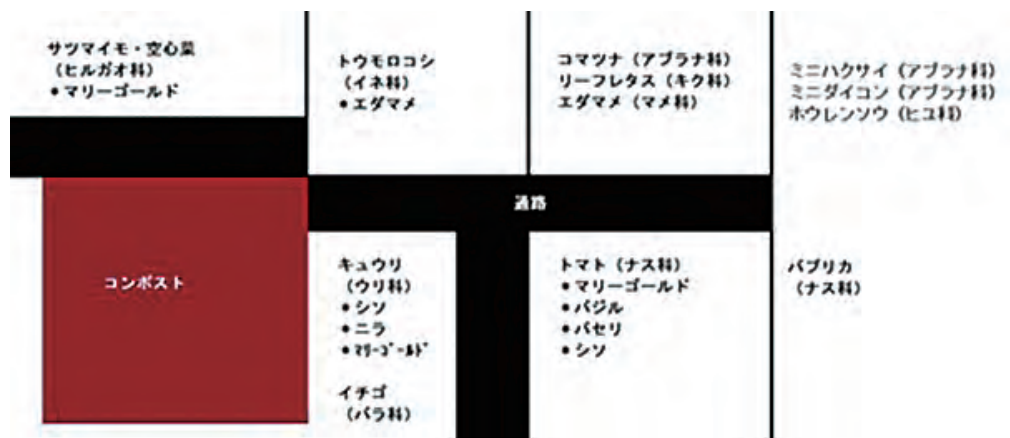 サツマイモ・空心菜
(ヒルガオ科)
●マリーゴールド
トウモロコシ
(イネ科)
●エダマメ
コマツナ(アブラナ科)
リーフレタス(キク科)
エダマメ(マメ科)
ミニハクサイ(アブラナ科)
ミニダイコン(アブラナ科)
ホウレンソウ(ヒユ科)
通路
コンポスト
キュウリ
(ウリ科)
●シソ
●ニラ
●マリーゴールド
イチゴ
(バラ科)
トマト(ナス科)
●マリーゴールド
●バジル
●パセリ
●シソ
パプリカ
(ナス科)